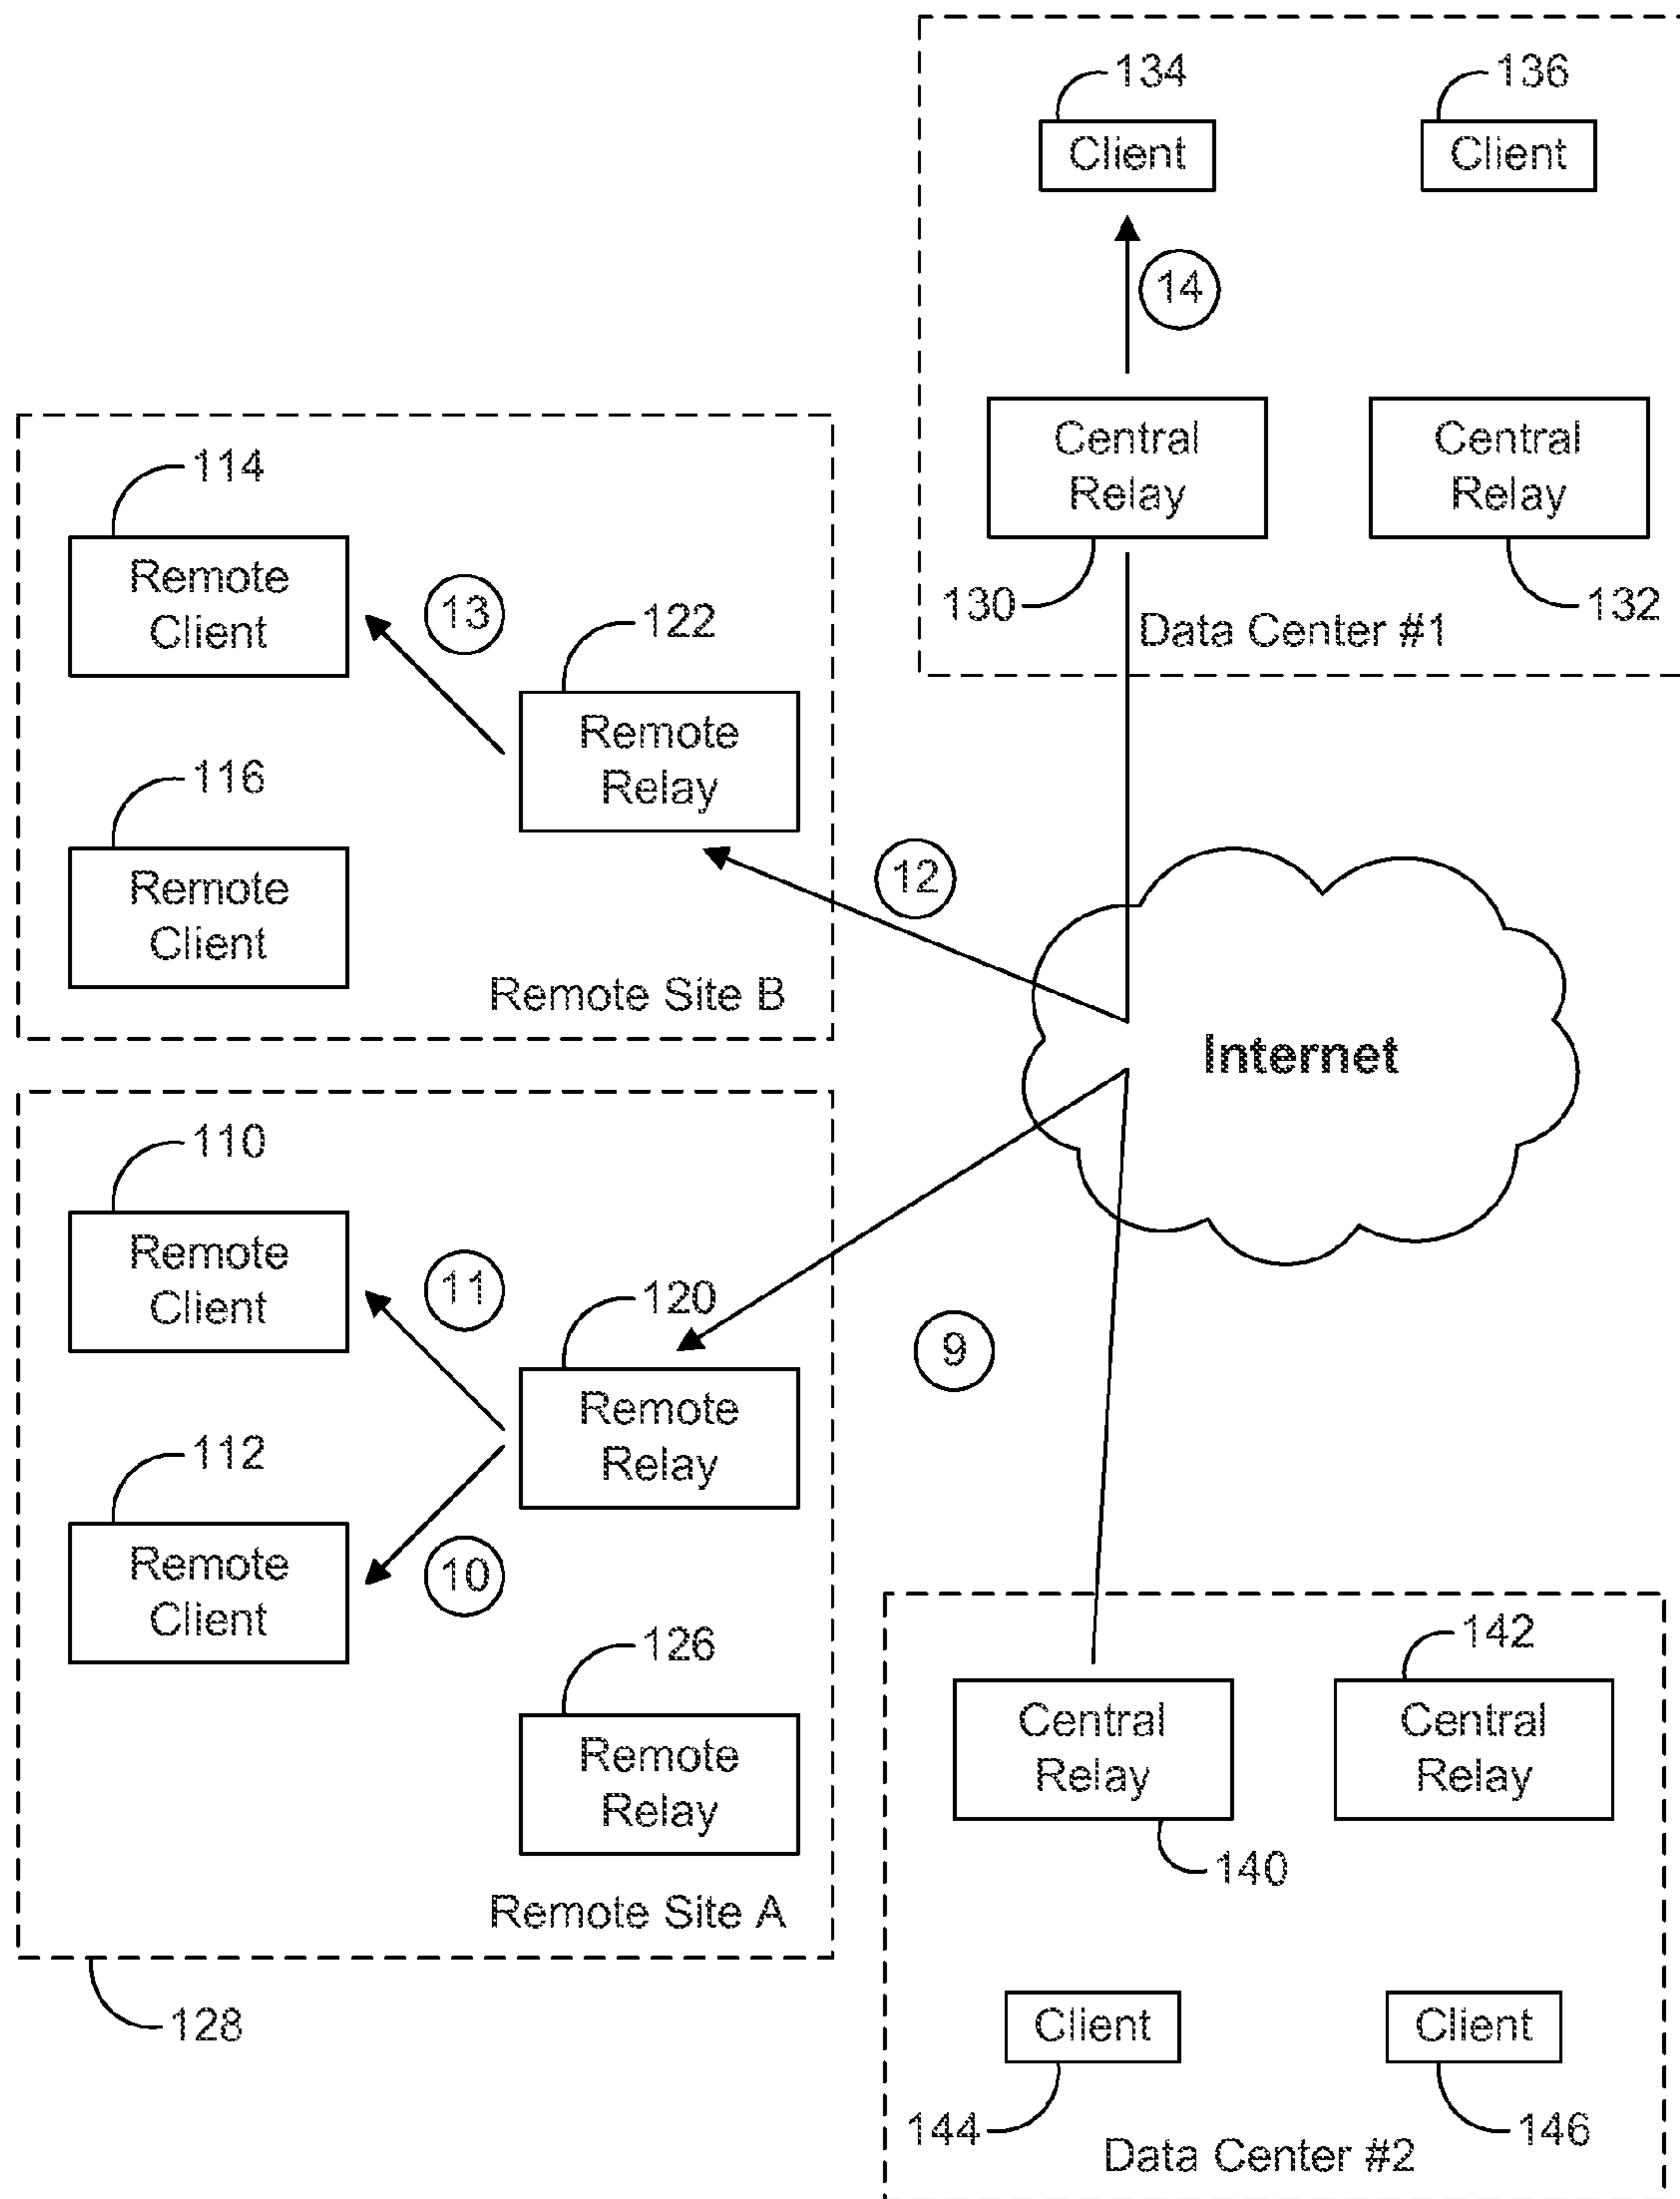 134
136
Client
Client
14
Central
Relay
Central
Relay
130
132
Data Center #1
114
Remote
Client
13
122
Remote
Relay
116
Remote
Client
12
Remote Site B
Internet
110
Remote
Client
11
120
Remote
Relay
9
112
Remote
Client
10
126
Remote
Relay
Remote Site A
128
142
Central
Relay
Central
Relay
140
Client
Client
144
146
Data Center #2